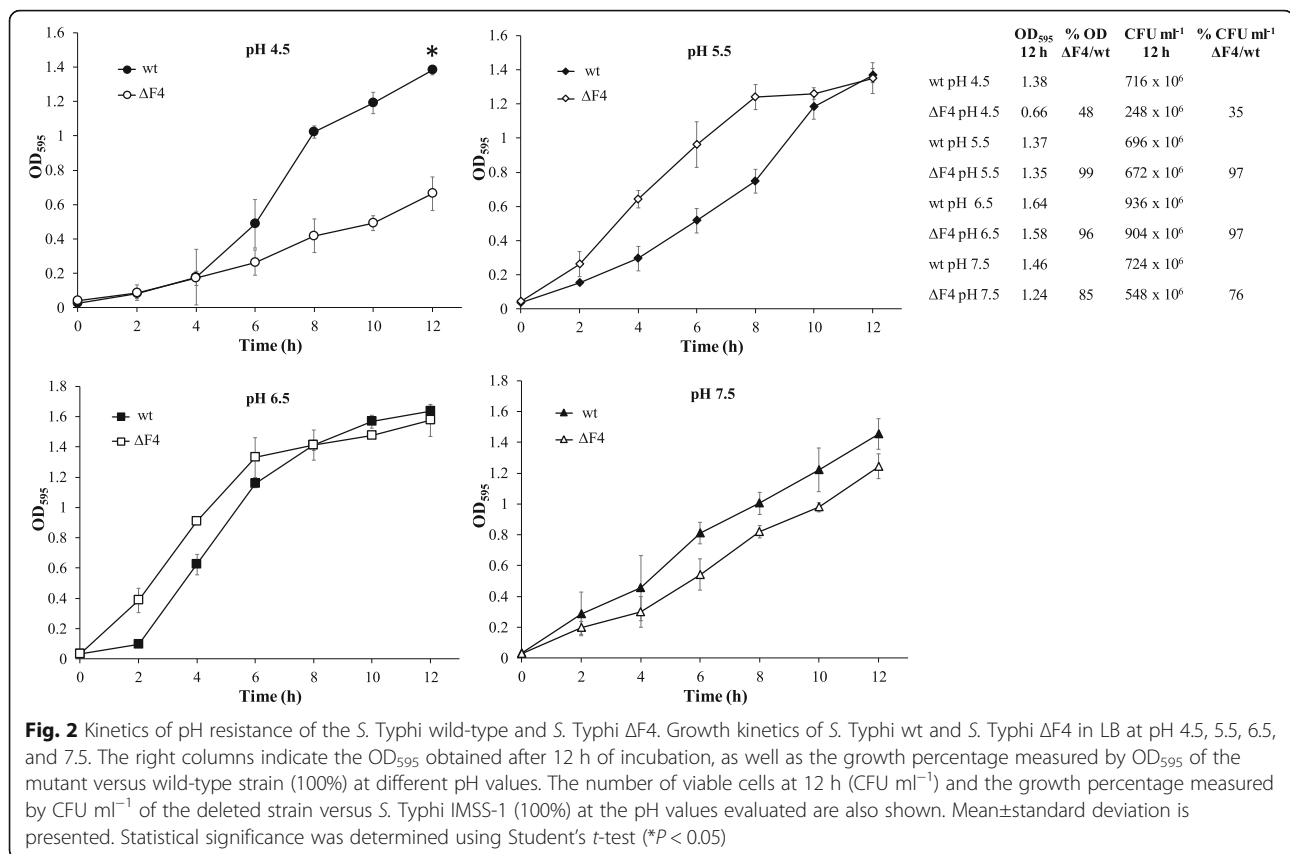 pH 4.5
*
wt
ΔF4
OD595
1.6
1.4
1.2
1
0.8
0.6
0.4
0.2
0
0 2 4 6 8 10 12
Time (h)
pH 5.5
wt
ΔF4
OD595
1.6
1.4
1.2
1
0.8
0.6
0.4
0.2
0
0 2 4 6 8 10 12
Time (h)
OD595 % OD CFU ml-1 % CFU ml-1
12 h ΔF4/wt 12 h ΔF4/wt
wt pH 4.5 1.38 716 x 10⁶
ΔF4 pH 4.5 0.66 48 248 x 10⁶ 35
wt pH 5.5 1.37 696 x 10⁶
ΔF4 pH 5.5 1.35 99 672 x 10⁶ 97
wt pH 6.5 1.64 936 x 10⁶
ΔF4 pH 6.5 1.58 96 904 x 10⁶ 97
wt pH 7.5 1.46 724 x 10⁶
ΔF4 pH 7.5 1.24 85 548 x 10⁶ 76
pH 6.5
wt
ΔF4
OD595
1.8
1.6
1.4
1.2
1
0.8
0.6
0.4
0.2
0
0 2 4 6 8 10 12
Time (h)
pH 7.5
wt
ΔF4
OD595
1.8
1.6
1.4
1.2
1
0.8
0.6
0.4
0.2
0
0 2 4 6 8 10 12
Time (h)
Fig. 2 Kinetics of pH resistance of the S. Typhi wild-type and S. Typhi ΔF4. Growth kinetics of S. Typhi wt and S. Typhi ΔF4 in LB at pH 4.5, 5.5, 6.5,
and 7.5. The right columns indicate the OD595 obtained after 12 h of incubation, as well as the growth percentage measured by OD595 of the
mutant versus wild-type strain (100%) at different pH values. The number of viable cells at 12 h (CFU ml−1) and the growth percentage measured
by CFU ml−1 of the deleted strain versus S. Typhi IMSS-1 (100%) at the pH values evaluated are also shown. Mean±standard deviation is
presented. Statistical significance was determined using Student's t-test (*P < 0.05)